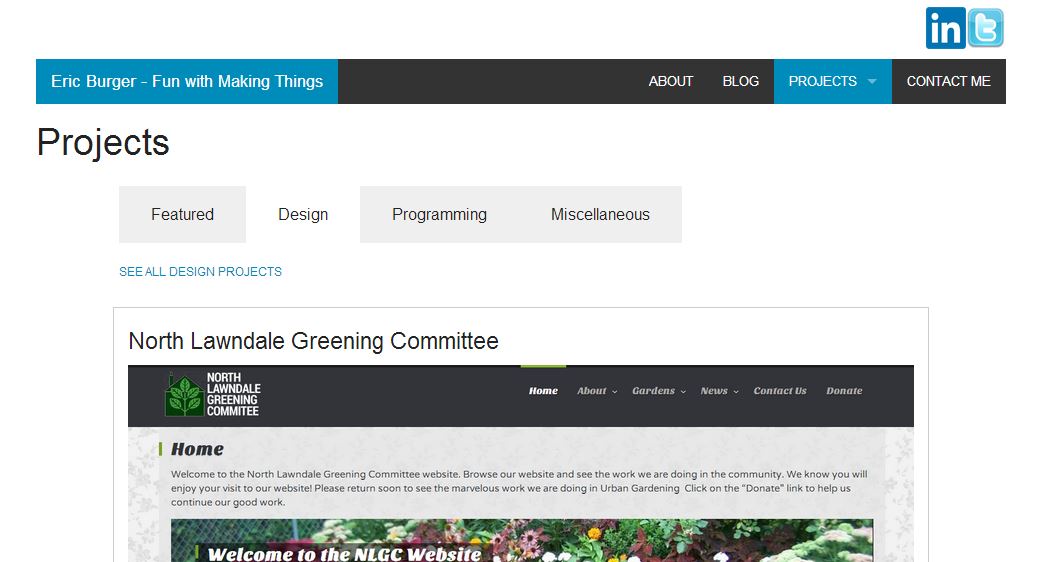 in
Eric Burger - Fun with Making Things
ABOUT BLOG PROJECTS CONTACT ME
Projects
Featured Design Programming Miscellaneous
SEE ALL DESIGN PROJECTS
North Lawndale Greening Committee
NORTH
LAWNDALE
GREENING
COMMITEE
Home About Gardens News Contact Us Donate
Home
Welcome to the North Lawndale Greening Committee website. Browse our website and see the work we are doing in the community. We know you will
enjoy your visit to our website! Please return soon to see the marvelous work we are doing in Urban Gardening Click on the “Donate” link to help us
continue our good work.
Welcome to the NLGC Website